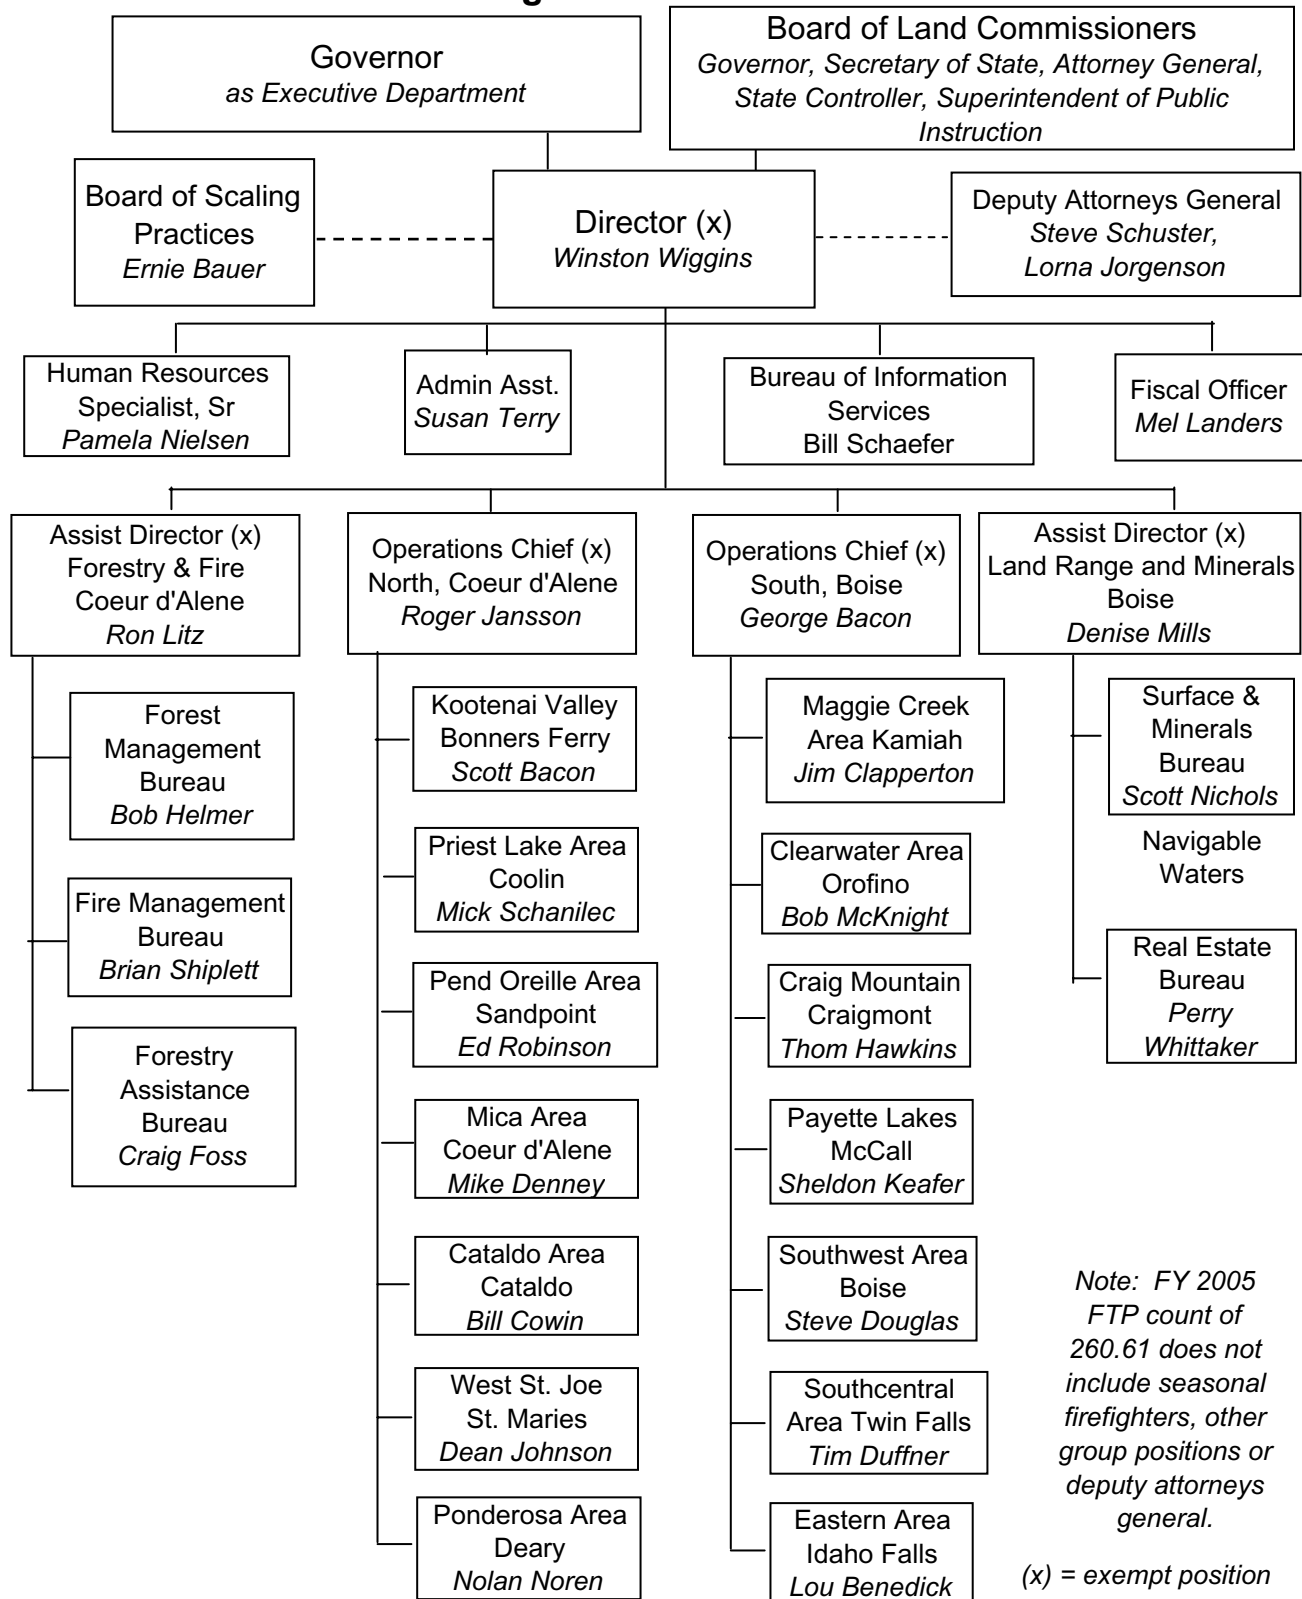 Governor
as Executive Department
Board of Land Commissioners
Governor, Secretary of State, Attorney General,
State Controller, Superintendent of Public
Instruction
Board of Scaling
Practices
Ernie Bauer
Director (x)
Winston Wiggins
Deputy Attorneys General
Steve Schuster,
Lorna Jorgenson
Human Resources
Specialist, Sr
Pamela Nielsen
Admin Asst.
Susan Terry
Bureau of Information
Services
Bill Schaefer
Fiscal Officer
Mel Landers
Assist Director (x)
Forestry & Fire
Coeur d'Alene
Ron Litz
Operations Chief (x)
North, Coeur d'Alene
Roger Jansson
Operations Chief (x)
South, Boise
George Bacon
Assist Director (x)
Land Range and Minerals
Boise
Denise Mills
Forest
Management
Bureau
Bob Helmer
Fire Management
Bureau
Brian Shiplett
Forestry
Assistance
Bureau
Craig Foss
Kootenai Valley
Bonners Ferry
Scott Bacon
Priest Lake Area
Coolin
Mick Schanilec
Pend Oreille Area
Sandpoint
Ed Robinson
Mica Area
Coeur d'Alene
Mike Denney
Cataldo Area
Cataldo
Bill Cowin
West St. Joe
St. Maries
Dean Johnson
Ponderosa Area
Deary
Nolan Noren
Maggie Creek
Area Kamiah
Jim Clapperton
Clearwater Area
Orofino
Bob McKnight
Craig Mountain
Craigmont
Thom Hawkins
Payette Lakes
McCall
Sheldon Keafer
Southwest Area
Boise
Steve Douglas
Southcentral
Area Twin Falls
Tim Duffner
Eastern Area
Idaho Falls
Lou Benedick
Surface &
Minerals
Bureau
Scott Nichols
Navigable
Waters
Real Estate
Bureau
Perry
Whittaker
Note:  FY 2005
FTP count of
260.61 does not
include seasonal
firefighters, other
group positions or
deputy attorneys
general.
(x) = exempt position